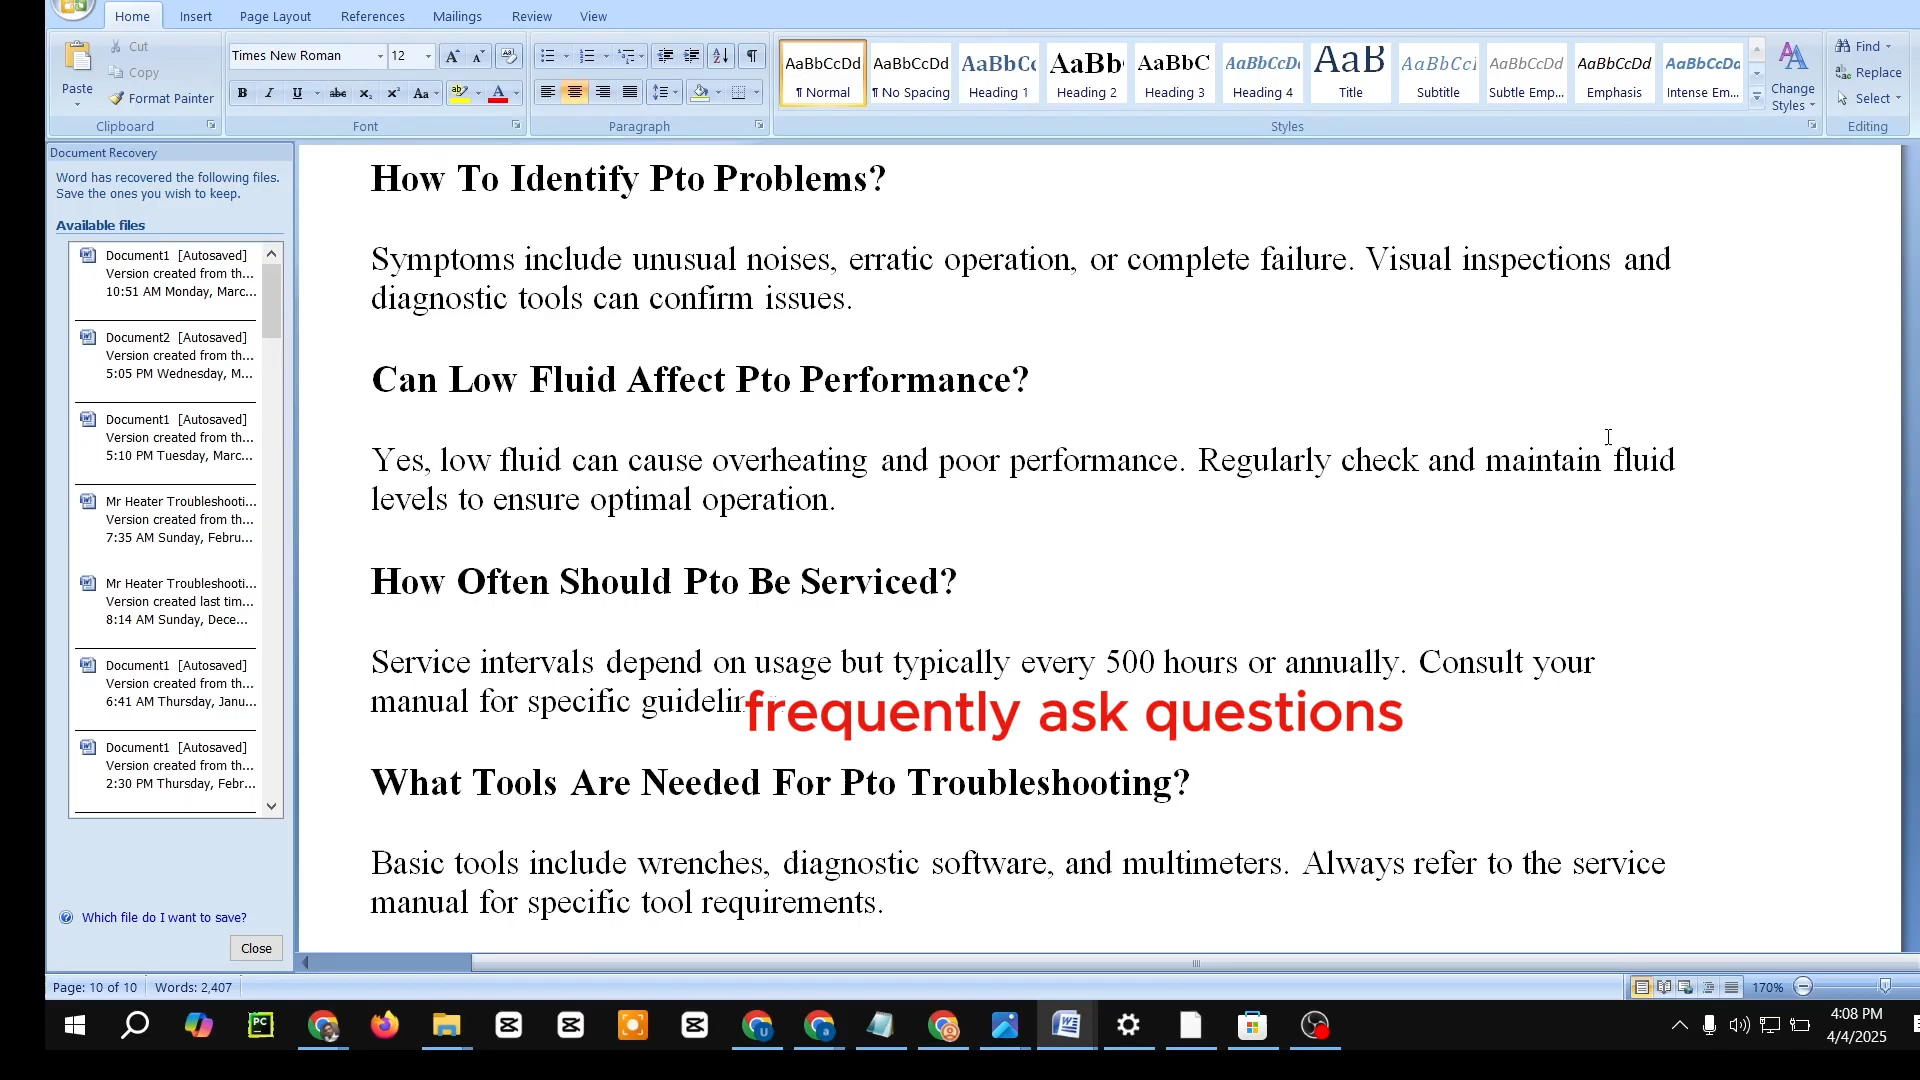 Home Insert Page Layout References Mailings Review View
Paste
Cut
Copy
Format Painter
Clipboard
Times New Roman 12
Font
Paragraph
AaBbCcDd AaBbCcDd AaBbCc AaBb AaBbC AaBbCcDd AaB AaBbCcI AaBbCcDd AaBbCcDd AaBbCcDd
¶ Normal ¶ No Spacing Heading 1 Heading 2 Heading 3 Heading 4 Title Subtitle Subtle Emp... Emphasis Intense Em...
Styles
Change
Styles
Find
Replace
Select
Editing
Document Recovery
Word has recovered the following files.
Save the ones you wish to keep.
Available files
Document1 [Autosaved]
Version created from th...
10:51 AM Monday, Marc...
Document2 [Autosaved]
Version created from th...
5:05 PM Wednesday, M...
Document1 [Autosaved]
Version created from th...
5:10 PM Tuesday, Marc...
Mr Heater Troubleshooti...
Version created from th...
7:35 AM Sunday, Febru...
Mr Heater Troubleshooti...
Version created last tim...
8:14 AM Sunday, Dece...
Document1 [Autosaved]
Version created from th...
6:41 AM Thursday, Janu...
Document1 [Autosaved]
Version created from th...
2:30 PM Thursday, Febr...
Which file do I want to save?
Close
How To Identify Pto Problems?
Symptoms include unusual noises, erratic operation, or complete failure. Visual inspections and
diagnostic tools can confirm issues.
Can Low Fluid Affect Pto Performance?
Yes, low fluid can cause overheating and poor performance. Regularly check and maintain fluid
levels to ensure optimal operation.
How Often Should Pto Be Serviced?
Service intervals depend on usage but typically every 500 hours or annually. Consult your
manual for specific
frequently ask questions
What Tools Are Needed For Pto Troubleshooting?
Basic tools include wrenches, diagnostic software, and multimeters. Always refer to the service
manual for specific tool requirements.
Page: 10 of 10 Words: 2,407
170%
4:08 PM
4/4/2025